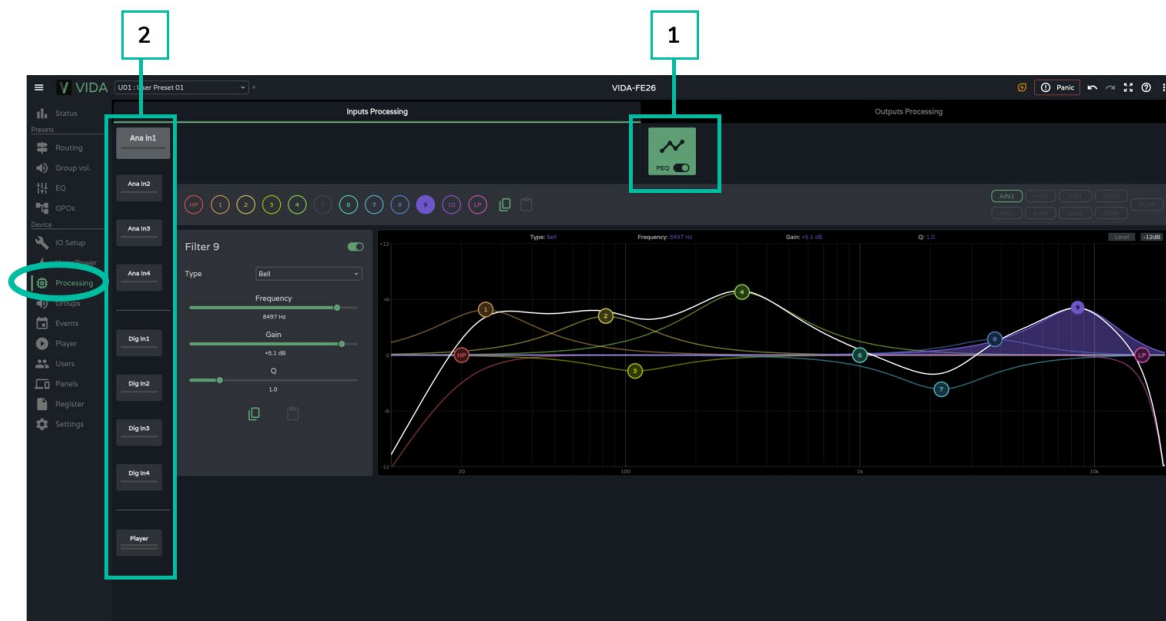 2
1
VIDA
U01 : User Preset 01
VIDA-FE26
Panic
Status
Inputs Processing
Outputs Processing
Presets
Routing
Group vol.
EQ
GPOs
Device
IO Setup
Processing
Groups
Events
Player
Users
Panels
Register
Settings
Ana In1
Ana In2
Ana In3
Ana In4
Dig In1
Dig In2
Dig In3
Dig In4
Player
PEQ
HP 1 2 3 4 6 7 8 9 10 LP
AIN1
Filter 9
Type Bell
Frequency
8497 Hz
Gain
+5.1 dB
Q
1.0
Type: Bell Frequency: 8497 Hz Gain: +5.1 dB Q: 1.0 Level -12dB
+12
+6
0
-6
-12
1 2 4 9
HP 3 6 7 8 LP
20 100 1k 10k